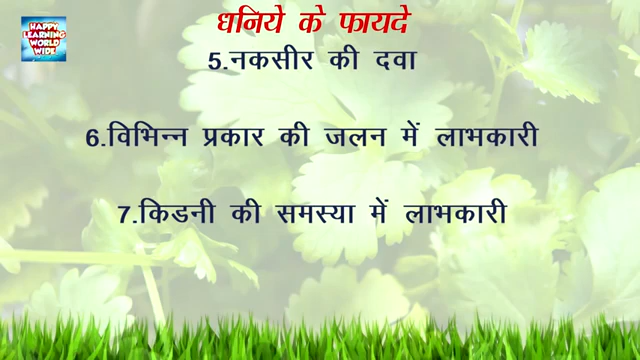 HAPPY
LEARNING
WORLD
WIDE
धनिये के फायदे
5.नकसीर की दवा
6.विभिन्न प्रकार की जलन में लाभकारी
7.किडनी की समस्या में लाभकारी